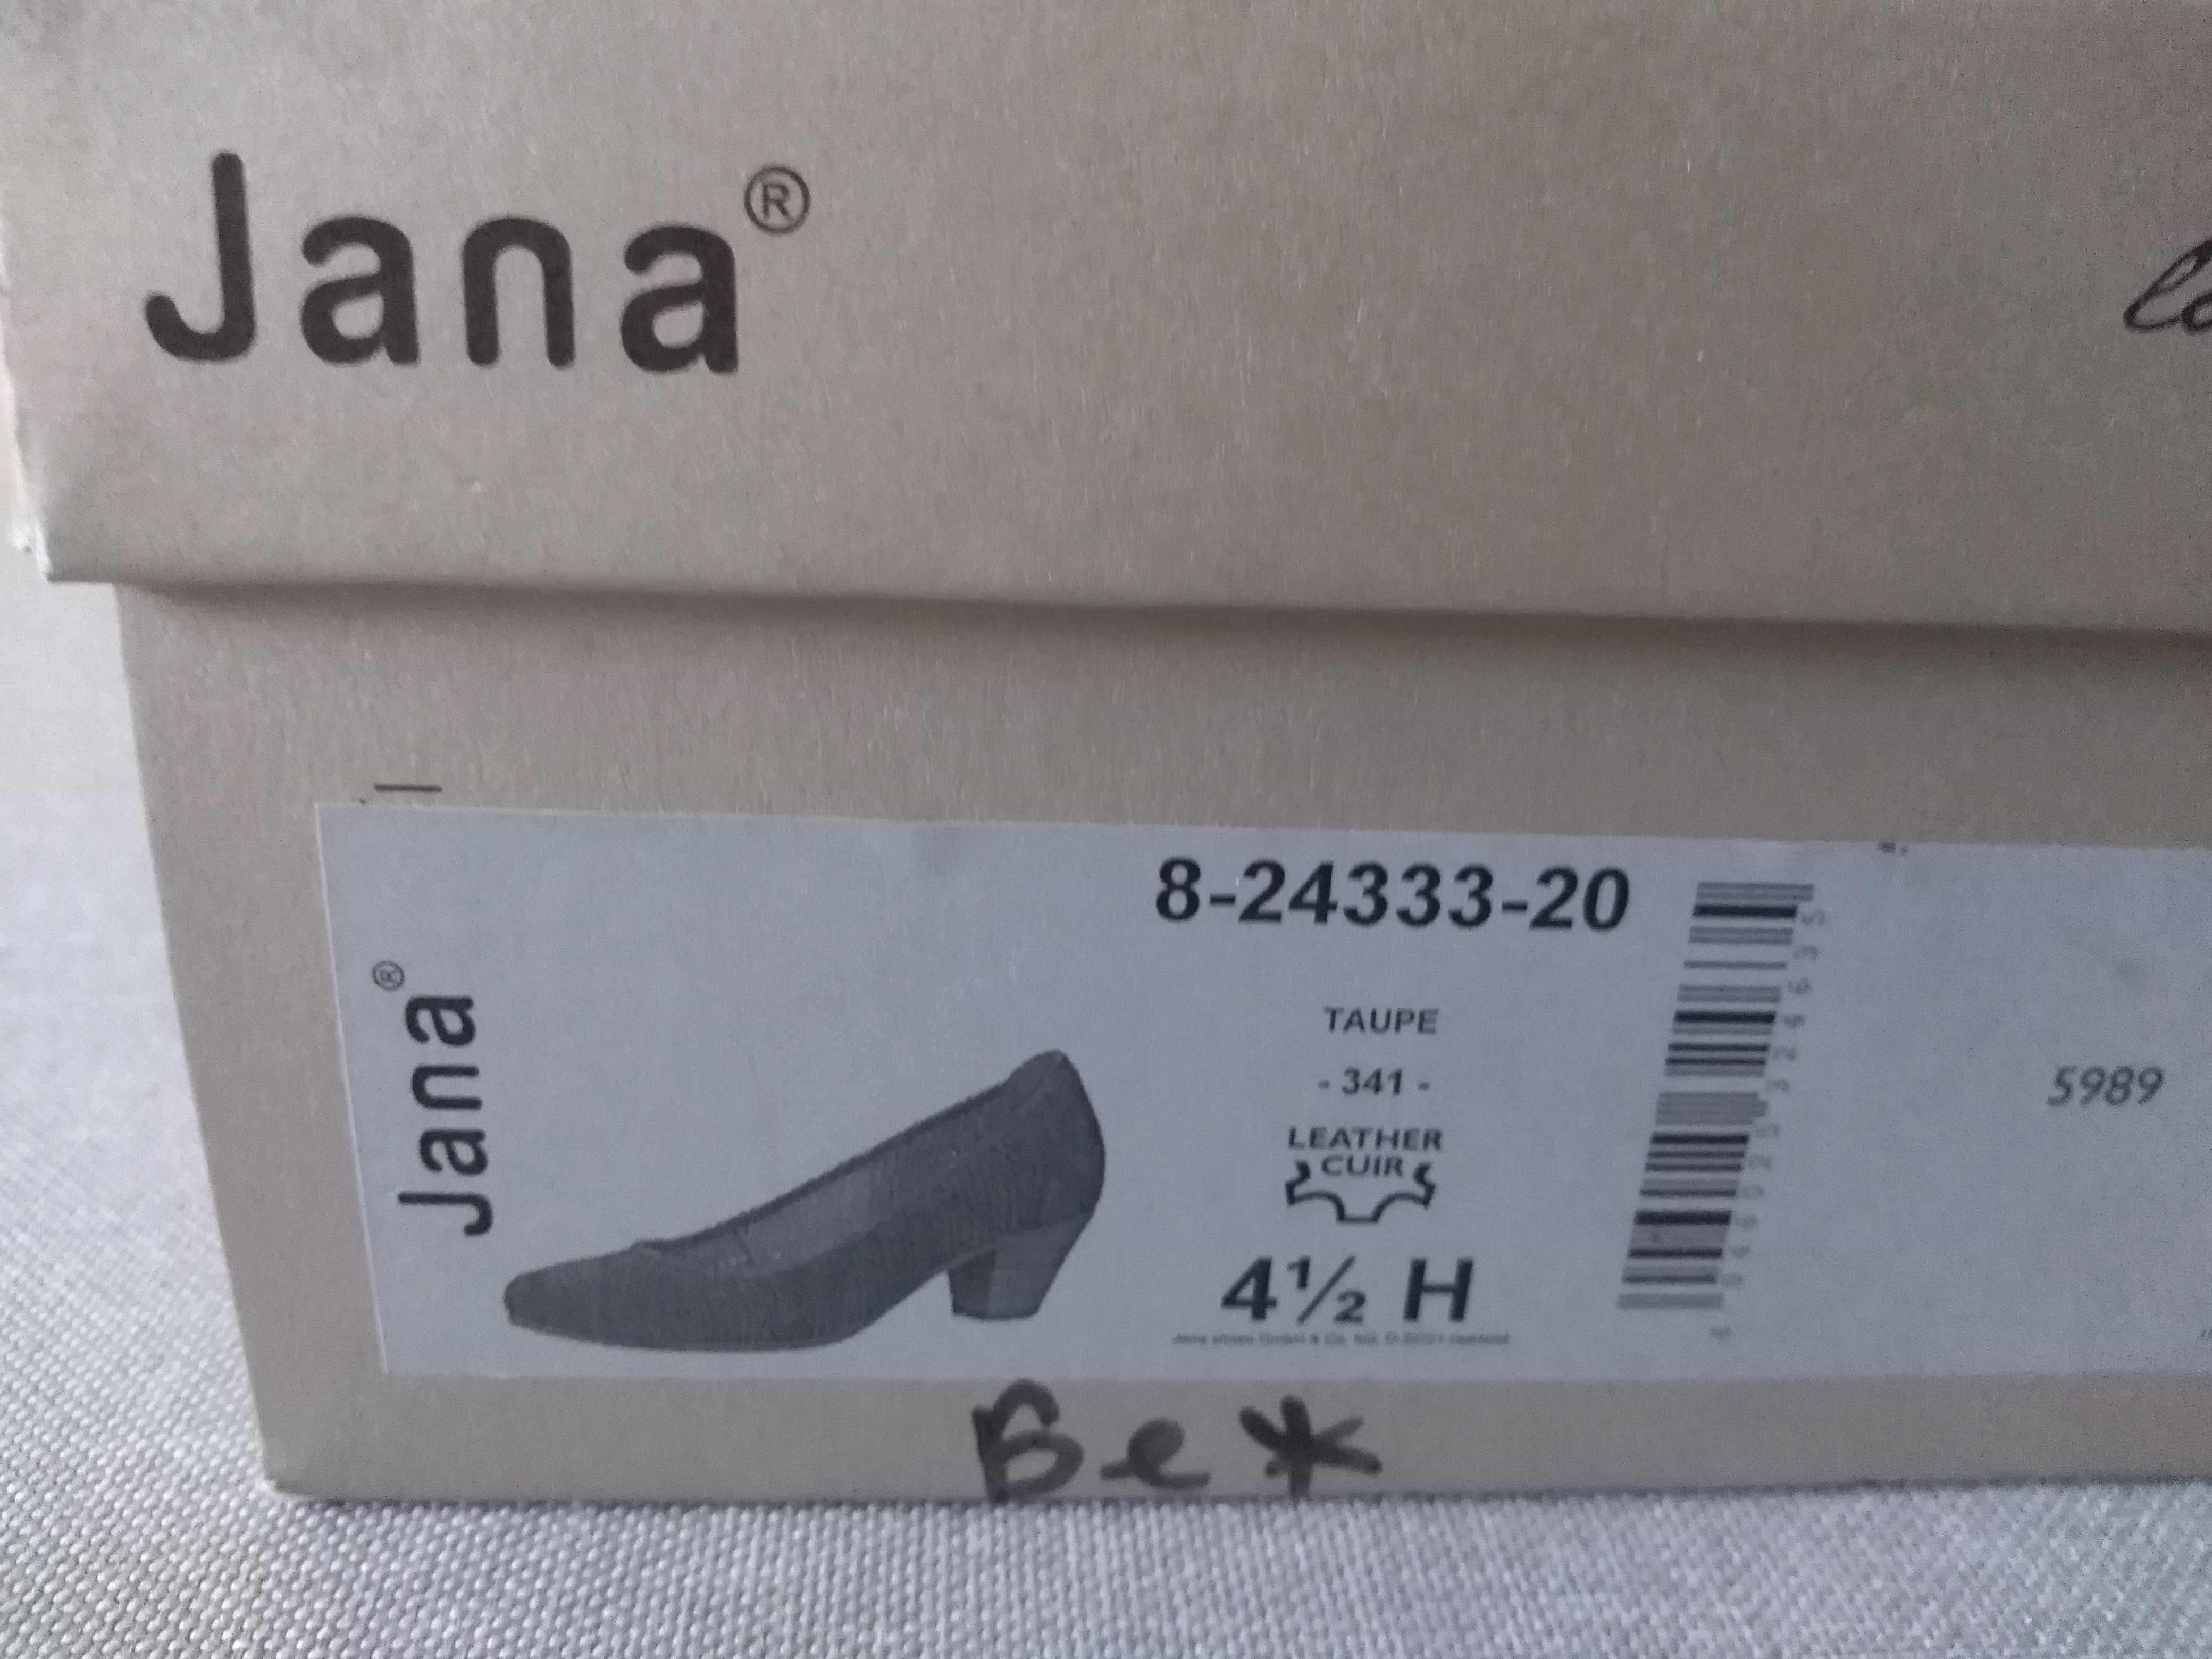 Jana®
Jana®
8-24333-20
TAUPE
- 341 -
LEATHER
CUIR
4½ H
5989
Be*